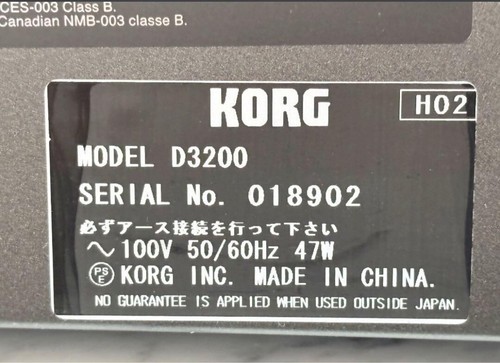 CES-003 Class B.
Canadian NMB-003 classe B.
KORG H02
MODEL D3200
SERIAL No. 018902
必ずアース接続を行って下さい
～ 100V 50/60Hz 47W
PSE KORG INC. MADE IN CHINA.
NO GUARANTEE IS APPLIED WHEN USED OUTSIDE JAPAN.